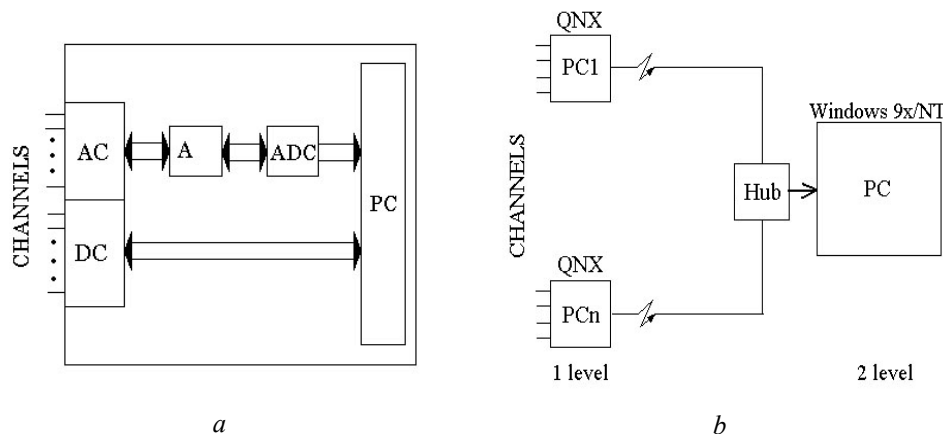 CHANNELS
AC
A
ADC
PC
DC
a
QNX
PC1
CHANNELS
Windows 9x/NT
Hub
PC
QNX
PCn
1 level
2 level
b